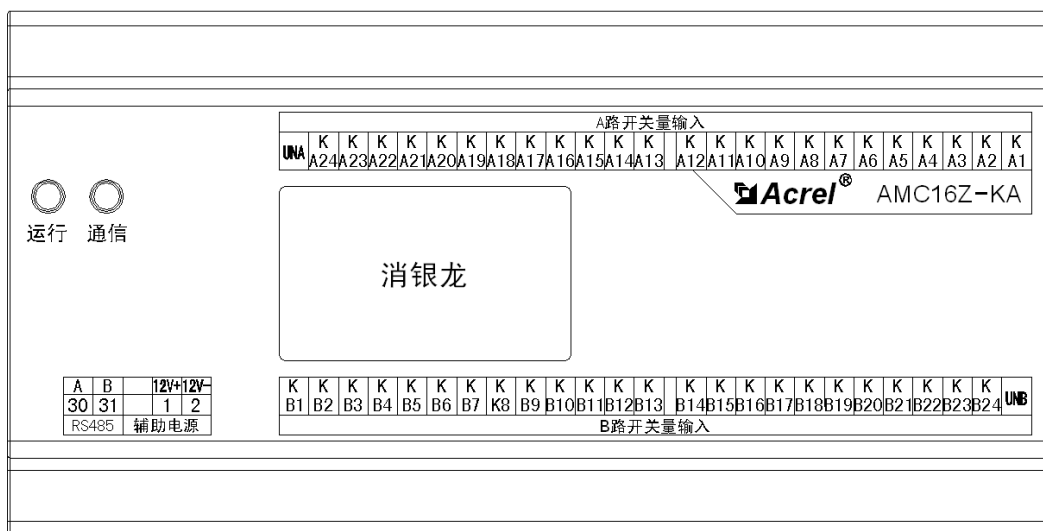 A路开关量输入
UNA K K K K K K K K K K K K K K K K K K K K K K K K
A24 A23 A22 A21 A20 A19 A18 A17 A16 A15 A14 A13 A12 A11 A10 A9 A8 A7 A6 A5 A4 A3 A2 A1
Acrel® AMC16Z-KA
运行 通信
消银龙
A B 12V+ 12V-
30 31 1 2
RS485 辅助电源
K K K K K K K K K K K K K K K K K K K K K K K K UNB
B1 B2 B3 B4 B5 B6 B7 K8 B9 B10 B11 B12 B13 B14 B15 B16 B17 B18 B19 B20 B21 B22 B23 B24
B路开关量输入